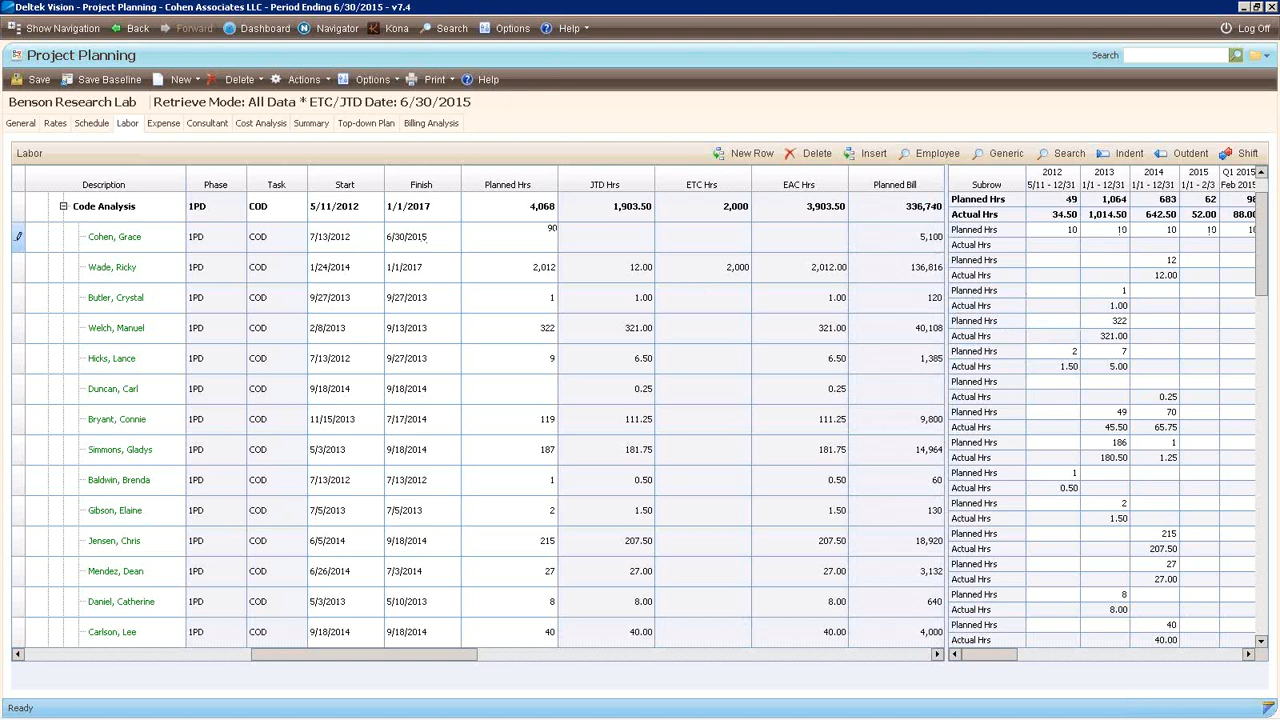 Deltek Vision - Project Planning - Cohen Associates LLC - Period Ending 6/30/2015 - v7.4
Show Navigation Back Forward Dashboard Navigator Kona Search Options Help Log Off
Project Planning Search
Save Save Baseline New Delete Actions Options Print Help
Benson Research Lab Retrieve Mode: All Data * ETC/JTD Date: 6/30/2015
General Rates Schedule Labor Expense Consultant Cost Analysis Summary Top-down Plan Billing Analysis
Labor New Row Delete Insert Employee Generic Search Indent Outdent Shift
Description Phase Task Start Finish Planned Hrs JTD Hrs ETC Hrs EAC Hrs Planned Bill
Code Analysis 1PD COD 5/11/2012 1/1/2017 4,068 1,903.50 2,000 3,903.50 336,740
Cohen, Grace 1PD COD 7/13/2012 6/30/2015 90 5,100
Wade, Ricky 1PD COD 1/24/2014 1/1/2017 2,012 12.00 2,000 2,012.00 136,816
Butler, Crystal 1PD COD 9/27/2013 9/27/2013 1 1.00 1.00 120
Welch, Manuel 1PD COD 2/8/2013 9/13/2013 322 321.00 321.00 40,108
Hicks, Lance 1PD COD 7/13/2012 9/27/2013 9 6.50 6.50 1,385
Duncan, Carl 1PD COD 9/18/2014 9/18/2014 0.25 0.25
Bryant, Connie 1PD COD 11/15/2013 7/17/2014 119 111.25 111.25 9,800
Simmons, Gladys 1PD COD 5/3/2013 9/18/2014 187 181.75 181.75 14,964
Baldwin, Brenda 1PD COD 7/13/2012 7/13/2012 1 0.50 0.50 60
Gibson, Elaine 1PD COD 7/5/2013 7/5/2013 2 1.50 1.50 130
Jensen, Chris 1PD COD 6/5/2014 9/18/2014 215 207.50 207.50 18,920
Mendez, Dean 1PD COD 6/26/2014 7/3/2014 27 27.00 27.00 3,132
Daniel, Catherine 1PD COD 5/3/2013 5/10/2013 8 8.00 8.00 640
Carlson, Lee 1PD COD 9/18/2014 9/18/2014 40 40.00 40.00 4,000
2012 2013 2014 2015 Q1 2015
Subrow 5/11 - 12/31 1/1 - 12/31 1/1 - 12/31 1/1 - 2/3 Feb 2015
Planned Hrs 49 1,064 683 62 98
Actual Hrs 34.50 1,014.50 642.50 52.00 88.00
Planned Hrs 10 10 10 10 10
Actual Hrs
Planned Hrs 12
Actual Hrs 12.00
Planned Hrs 1
Actual Hrs 1.00
Planned Hrs 322
Actual Hrs 321.00
Planned Hrs 2 7
Actual Hrs 1.50 5.00
Planned Hrs
Actual Hrs 0.25
Planned Hrs 49 70
Actual Hrs 45.50 65.75
Planned Hrs 186 1
Actual Hrs 180.50 1.25
Planned Hrs 1
Actual Hrs 0.50
Planned Hrs 2
Actual Hrs 1.50
Planned Hrs 215
Actual Hrs 207.50
Planned Hrs 27
Actual Hrs 27.00
Planned Hrs 8
Actual Hrs 8.00
Planned Hrs 40
Actual Hrs 40.00
Ready